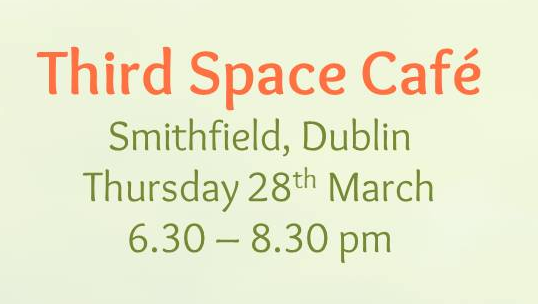 Third Space Café
Smithfield, Dublin
Thursday 28th March
6.30 – 8.30 pm